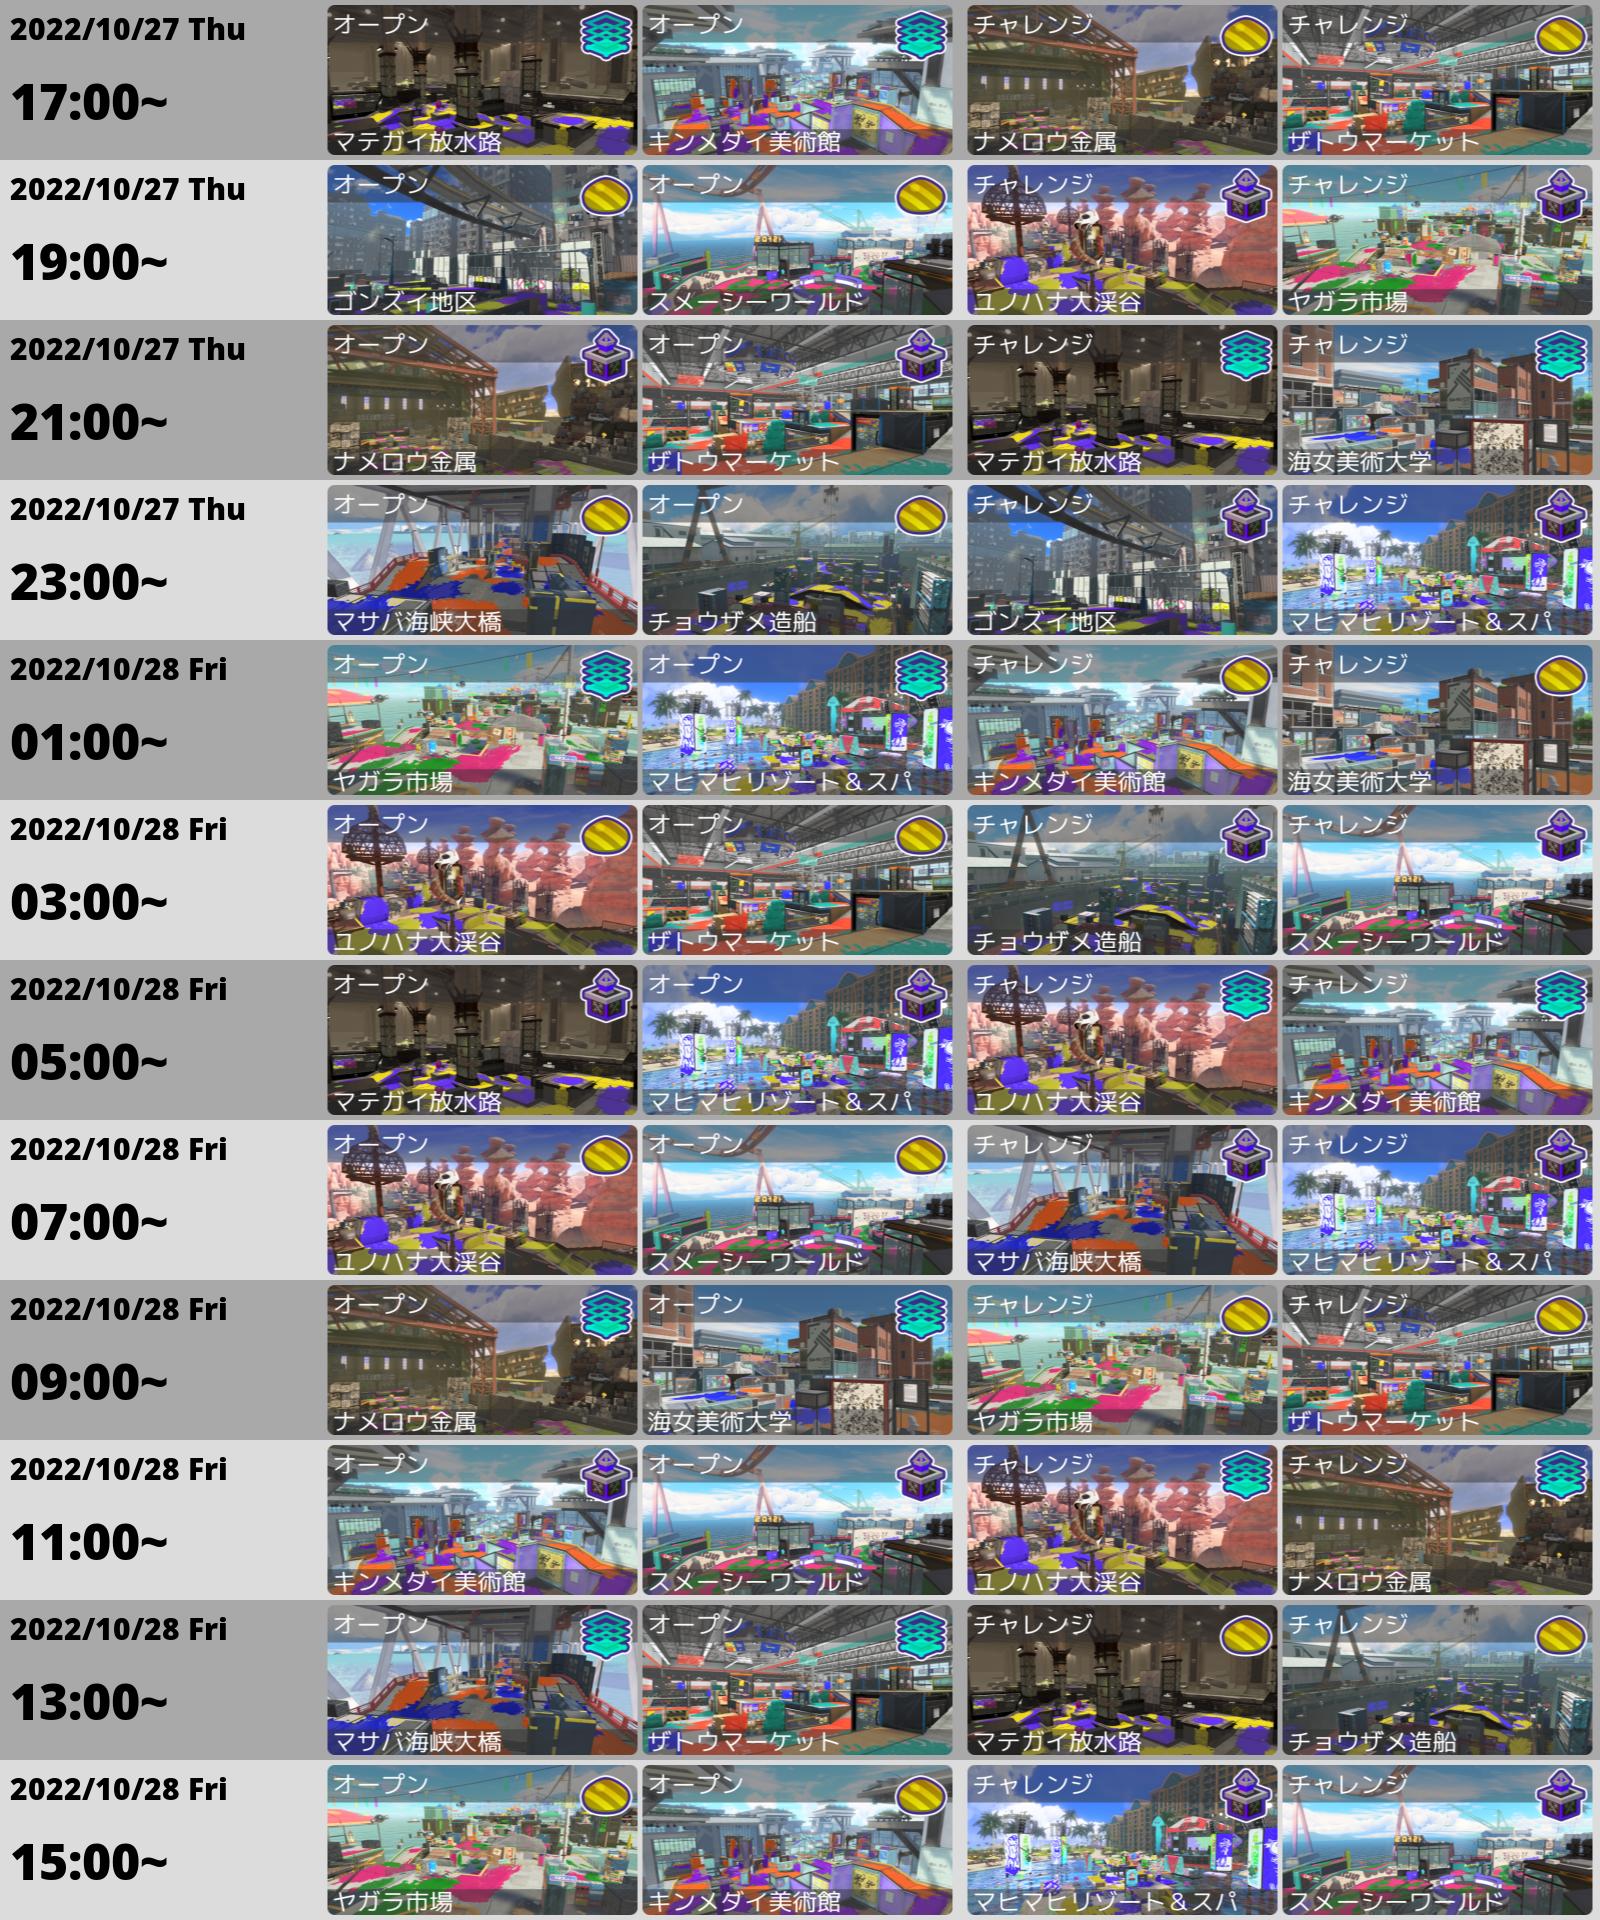 2022/10/27 Thu
17:00~
オープン
マテガイ放水路
オープン
キンメダイ美術館
チャレンジ
ナメロウ金属
チャレンジ
ザトウマーケット
2022/10/27 Thu
19:00~
オープン
ゴンズイ地区
オープン
スメーシーワールド
チャレンジ
ユノハナ大渓谷
チャレンジ
ヤガラ市場
2022/10/27 Thu
21:00~
オープン
ナメロウ金属
オープン
ザトウマーケット
チャレンジ
マテガイ放水路
チャレンジ
海女美術大学
2022/10/27 Thu
23:00~
オープン
マサバ海峡大橋
オープン
チョウザメ造船
チャレンジ
ゴンズイ地区
チャレンジ
マヒマヒリゾート＆スパ
2022/10/28 Fri
01:00~
オープン
ヤガラ市場
オープン
マヒマヒリゾート＆スパ
チャレンジ
キンメダイ美術館
チャレンジ
海女美術大学
2022/10/28 Fri
03:00~
オープン
ユノハナ大渓谷
オープン
ザトウマーケット
チャレンジ
チョウザメ造船
チャレンジ
スメーシーワールド
2022/10/28 Fri
05:00~
オープン
マテガイ放水路
オープン
マヒマヒリゾート＆スパ
チャレンジ
ユノハナ大渓谷
チャレンジ
キンメダイ美術館
2022/10/28 Fri
07:00~
オープン
ユノハナ大渓谷
オープン
スメーシーワールド
チャレンジ
マサバ海峡大橋
チャレンジ
マヒマヒリゾート＆スパ
2022/10/28 Fri
09:00~
オープン
ナメロウ金属
オープン
海女美術大学
チャレンジ
ヤガラ市場
チャレンジ
ザトウマーケット
2022/10/28 Fri
11:00~
オープン
キンメダイ美術館
オープン
スメーシーワールド
チャレンジ
ユノハナ大渓谷
チャレンジ
ナメロウ金属
2022/10/28 Fri
13:00~
オープン
マサバ海峡大橋
オープン
ザトウマーケット
チャレンジ
マテガイ放水路
チャレンジ
チョウザメ造船
2022/10/28 Fri
15:00~
オープン
ヤガラ市場
オープン
キンメダイ美術館
チャレンジ
マヒマヒリゾート＆スパ
チャレンジ
スメーシーワールド